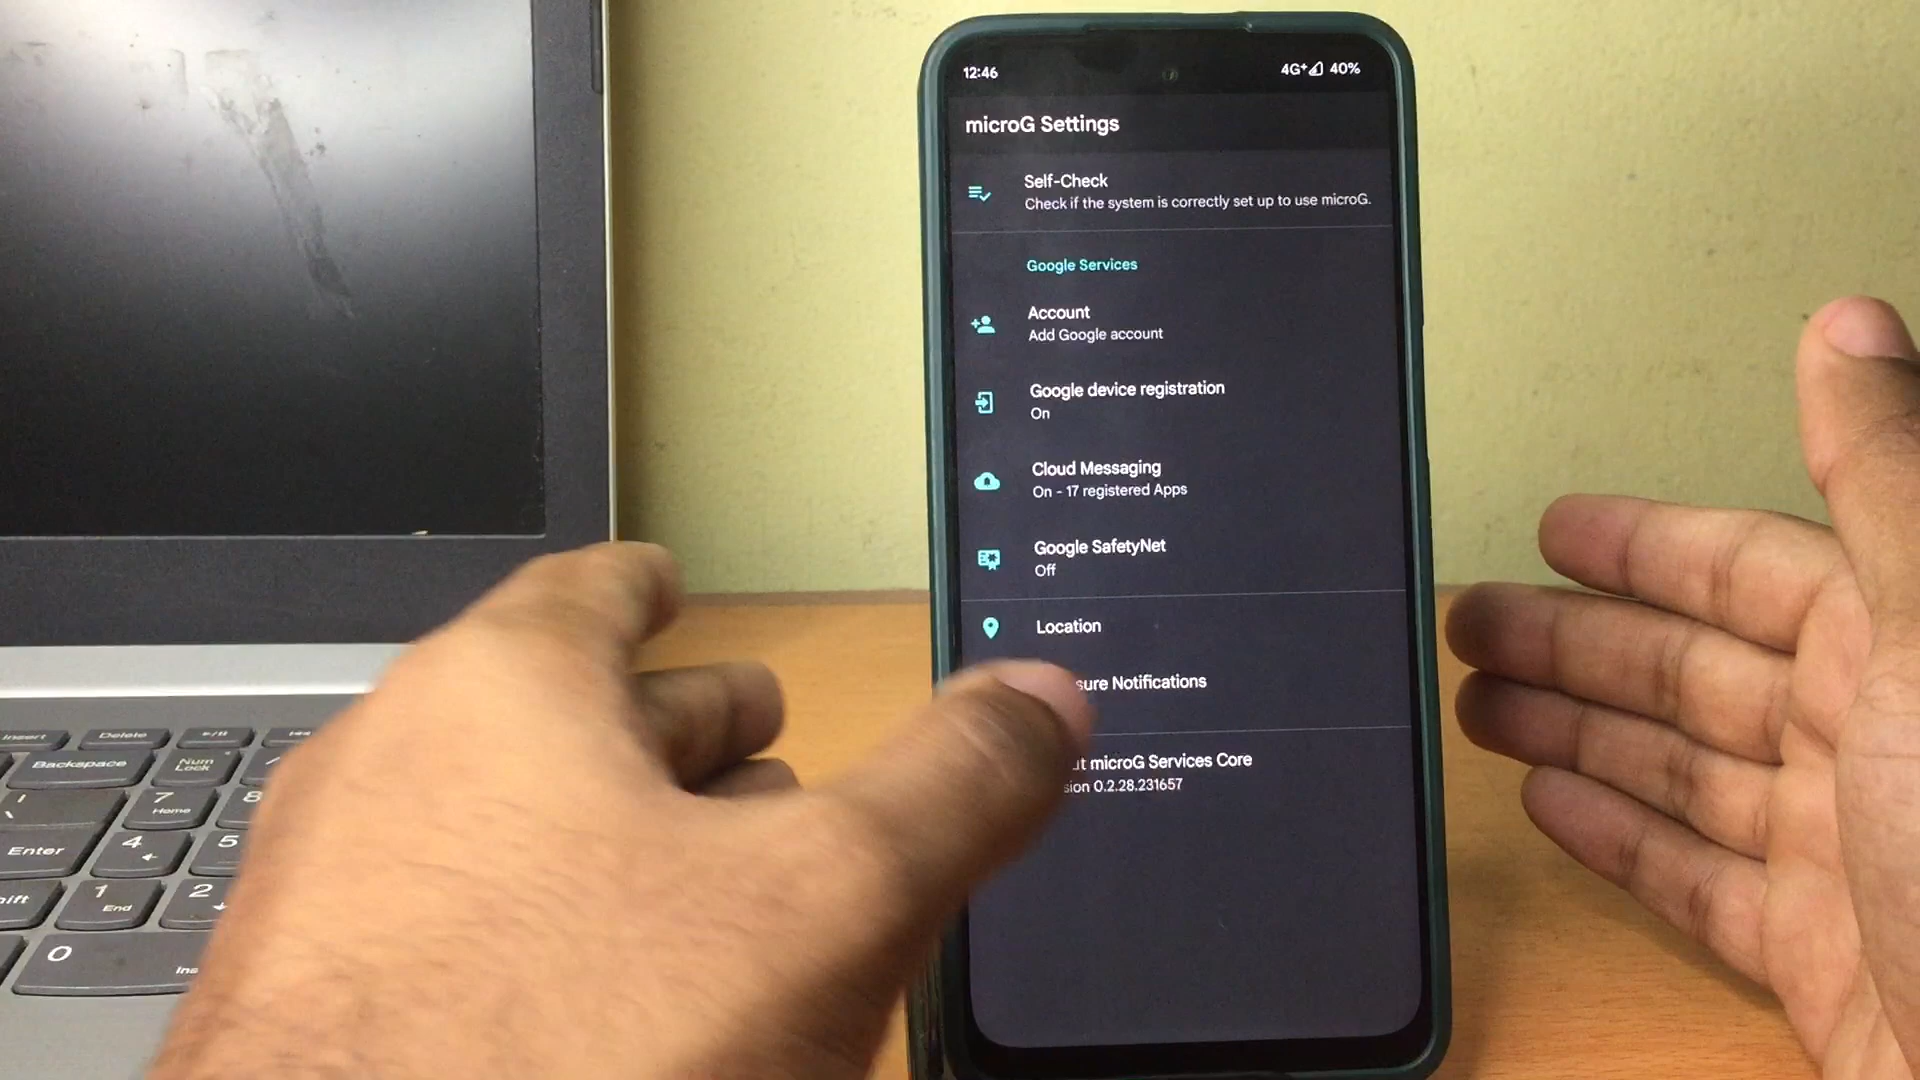 12:46
4G+ 40%
microG Settings
Self-Check
Check if the system is correctly set up to use microG.
Google Services
Account
Add Google account
Google device registration
On
Cloud Messaging
On - 17 registered Apps
Google SafetyNet
Off
Location
Notifications
microG Services Core
0.2.28.231657
Insert
Delete
Backspace
Num
Lock
7
Home
8
Enter
4
5
1
End
2
0